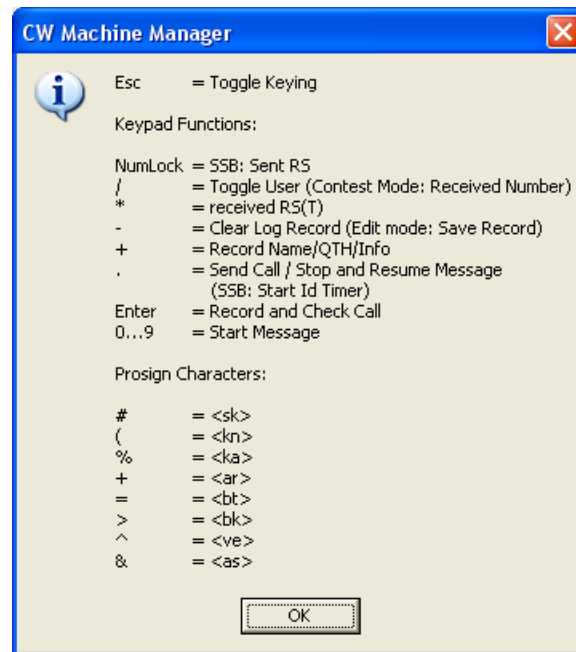 CW Machine Manager
Esc = Toggle Keying
Keypad Functions:
NumLock = SSB: Sent RS
/ = Toggle User (Contest Mode: Received Number)
* = received RS(T)
- = Clear Log Record (Edit mode: Save Record)
+ = Record Name/QTH/Info
. = Send Call / Stop and Resume Message
(SSB: Start Id Timer)
Enter = Record and Check Call
0...9 = Start Message
Prosign Characters:
# = <sk>
( = <kn>
% = <ka>
+ = <ar>
= = <bt>
> = <bk>
^ = <ve>
& = <as>
OK